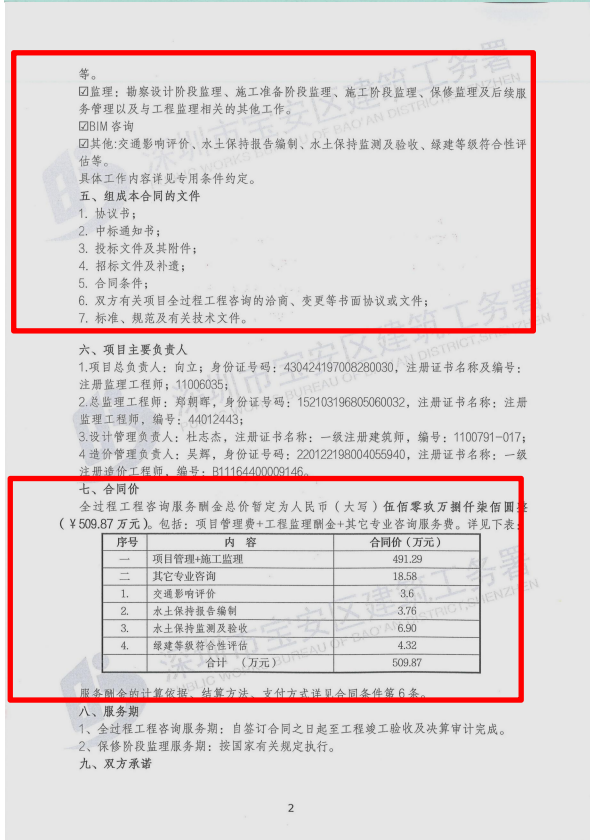 等。
☑监理：勘察设计阶段监理、施工准备阶段监理、施工阶段监理、保修监理及后续服
务管理以及与工程监理相关的其他工作。
☑BIM 咨询
☑其他:交通影响评价、水土保持报告编制、水土保持监测及验收、绿建等级符合性评
估等。
具体工作内容详见专用条件约定。
五、组成本合同的文件
1. 协议书；
2. 中标通知书；
3. 投标文件及其附件；
4. 招标文件及补遗；
5. 合同条件；
6. 双方有关项目全过程工程咨询的洽商、变更等书面协议或文件；
7. 标准、规范及有关技术文件。
六、项目主要负责人
1.项目总负责人：向立；身份证号码：430424197008280030，注册证书名称及编号：
注册监理工程师；11006035；
2.总监理工程师：郑朝晖，身份证号码：152103196805060032，注册证书名称：注册
监理工程师，编号：44012443；
3.设计管理负责人：杜志杰，注册证书名称：一级注册建筑师，编号：1100791-017；
4 造价管理负责人：吴辉，身份证号码：220122198004055940，注册证书名称：一级
注册造价工程师，编号：B11164400009146。
七、合同价
全过程工程咨询服务酬金总价暂定为人民币（大写）伍佰零玖万捌仟柒佰圆整
（￥509.87 万元）。包括：项目管理费+工程监理酬金+其它专业咨询服务费。详见下表：
序号 内 容 合同价（万元）
一 项目管理+施工监理 491.29
二 其它专业咨询 18.58
1. 交通影响评价 3.6
2. 水土保持报告编制 3.76
3. 水土保持监测及验收 6.90
4. 绿建等级符合性评估 4.32
合计 （万元） 509.87
服务酬金的计算依据、结算方法、支付方式详见合同条件第 6 条。
八、服务期
1、全过程工程咨询服务期：自签订合同之日起至工程竣工验收及决算审计完成。
2、保修阶段监理服务期：按国家有关规定执行。
九、双方承诺
2